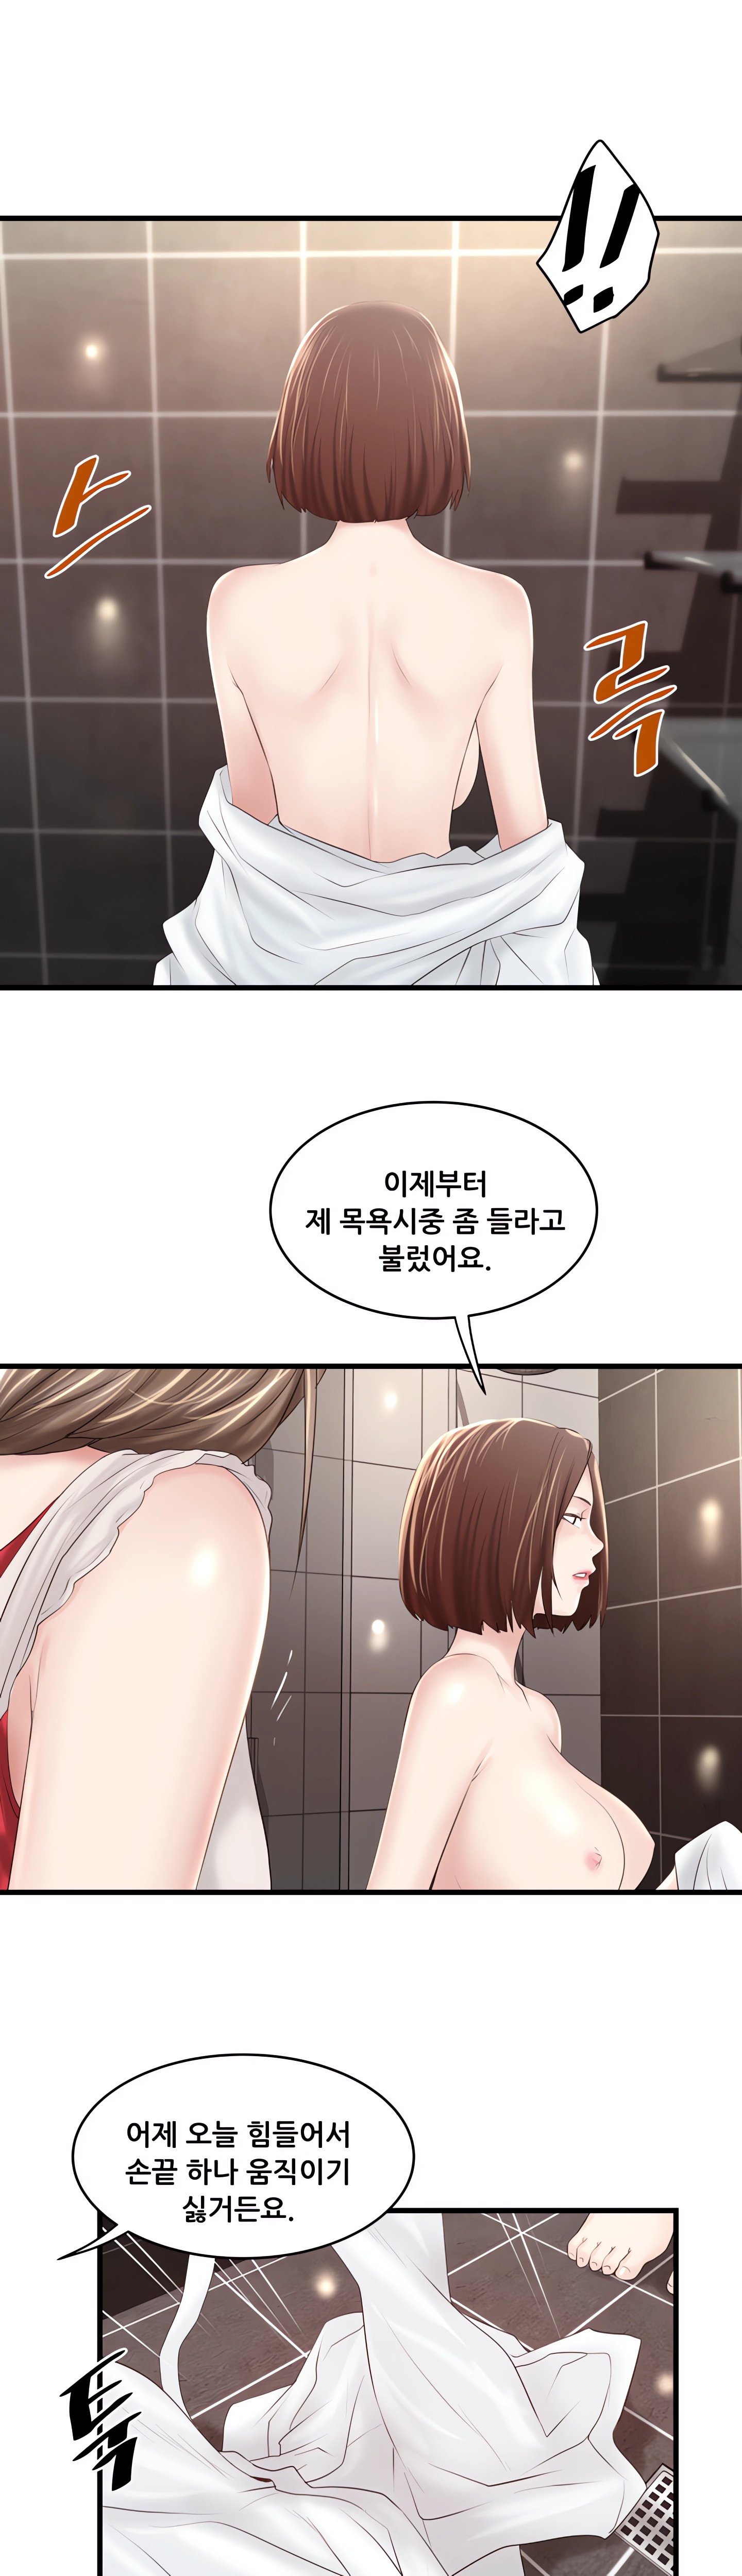 !!
스
륵
이제부터
제 목욕시중 좀 들라고
불렀어요.
어제 오늘 힘들어서
손끝 하나 움직이기
싫거든요.
툭